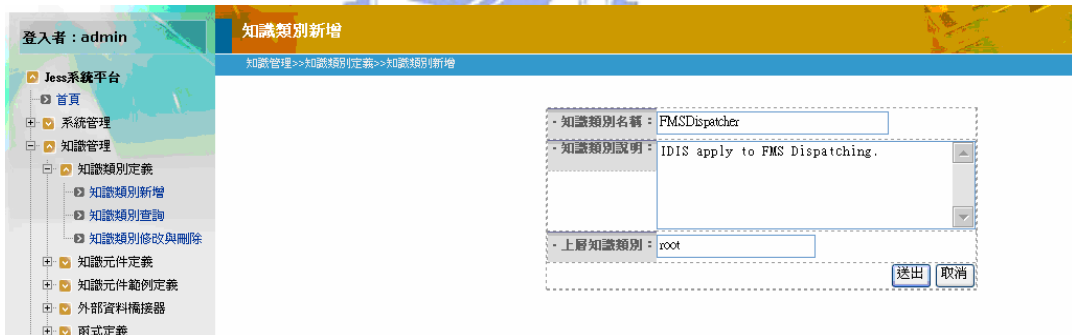 登入者：admin
知識類別新增
知識管理>>知識類別定義>>知識類別新增
Jess系統平台
首頁
系統管理
知識管理
知識類別定義
知識類別新增
知識類別查詢
知識類別修改與刪除
知識元件定義
知識元件範例定義
外部資料橋接器
函式定義
· 知識類別名稱：FMSDispatcher
· 知識類別說明：IDIS apply to FMS Dispatching.
· 上層知識類別：root
送出 取消